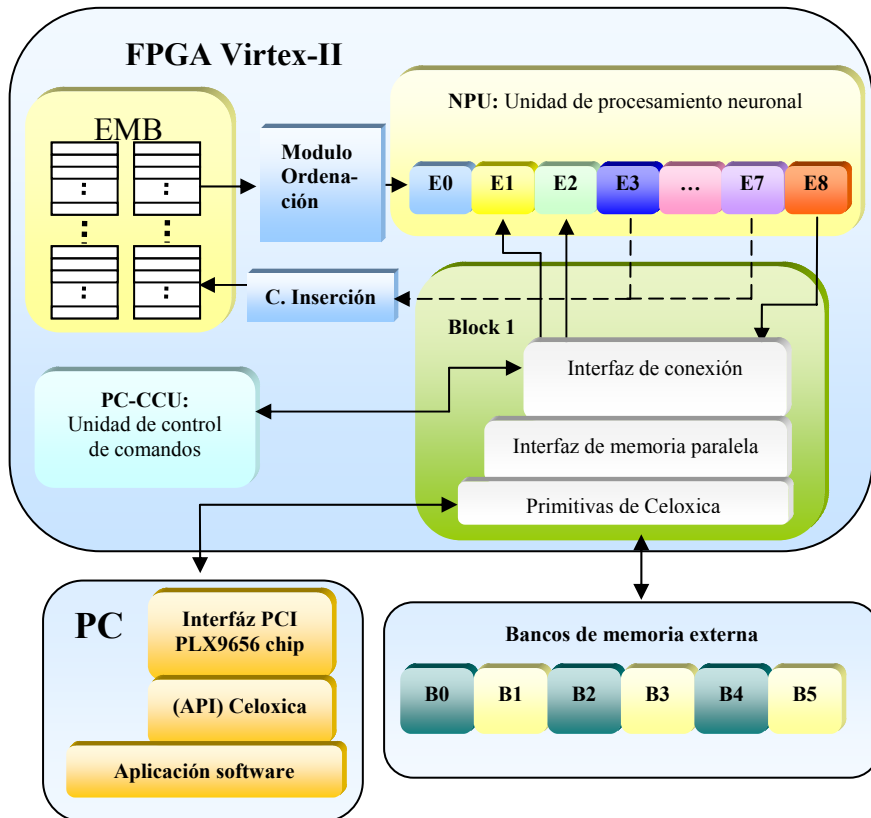 FPGA Virtex-II
EMB
:
:
:
:
:
:
Modulo
Ordena-
ción
NPU: Unidad de procesamiento neuronal
E0 E1 E2 E3 ... E7 E8
C. Inserción
Block 1
Interfaz de conexión
Interfaz de memoria paralela
Primitivas de Celoxica
PC-CCU:
Unidad de control
de comandos
PC
Interfáz PCI
PLX9656 chip
(API) Celoxica
Aplicación software
Bancos de memoria externa
B0 B1 B2 B3 B4 B5